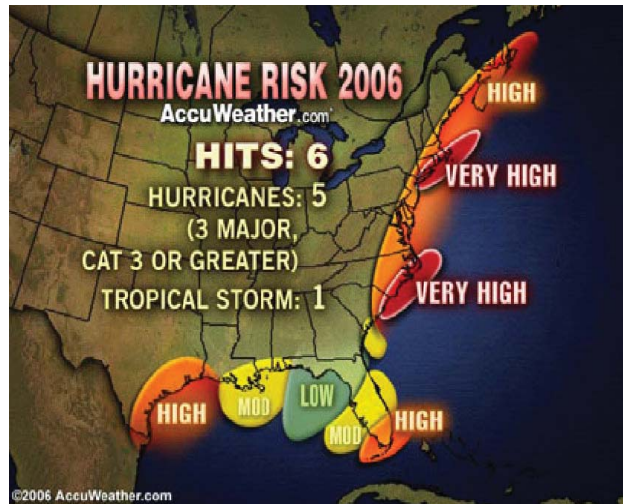 HURRICANE RISK 2006
AccuWeather.com
HITS: 6
HURRICANES: 5
(3 MAJOR,
CAT 3 OR GREATER)
TROPICAL STORM: 1
HIGH
VERY HIGH
VERY HIGH
HIGH
MOD
LOW
MOD
HIGH
©2006 AccuWeather.com